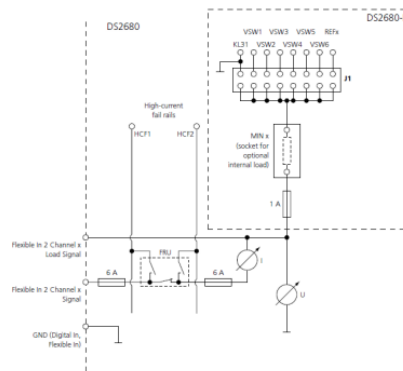 DS2680
DS2680-
VSW1 VSW3 VSW5 REFx
KL31 VSW2 VSW4 VSW6
J1
High-current
fail rails
HCF1
HCF2
MIN x
(socket for
optional
internal load)
1 A
Flexible In 2 Channel x
Load Signal
FRU
I
6 A
6 A
Flexible In 2 Channel x
Signal
U
GND (Digital In,
Flexible In)